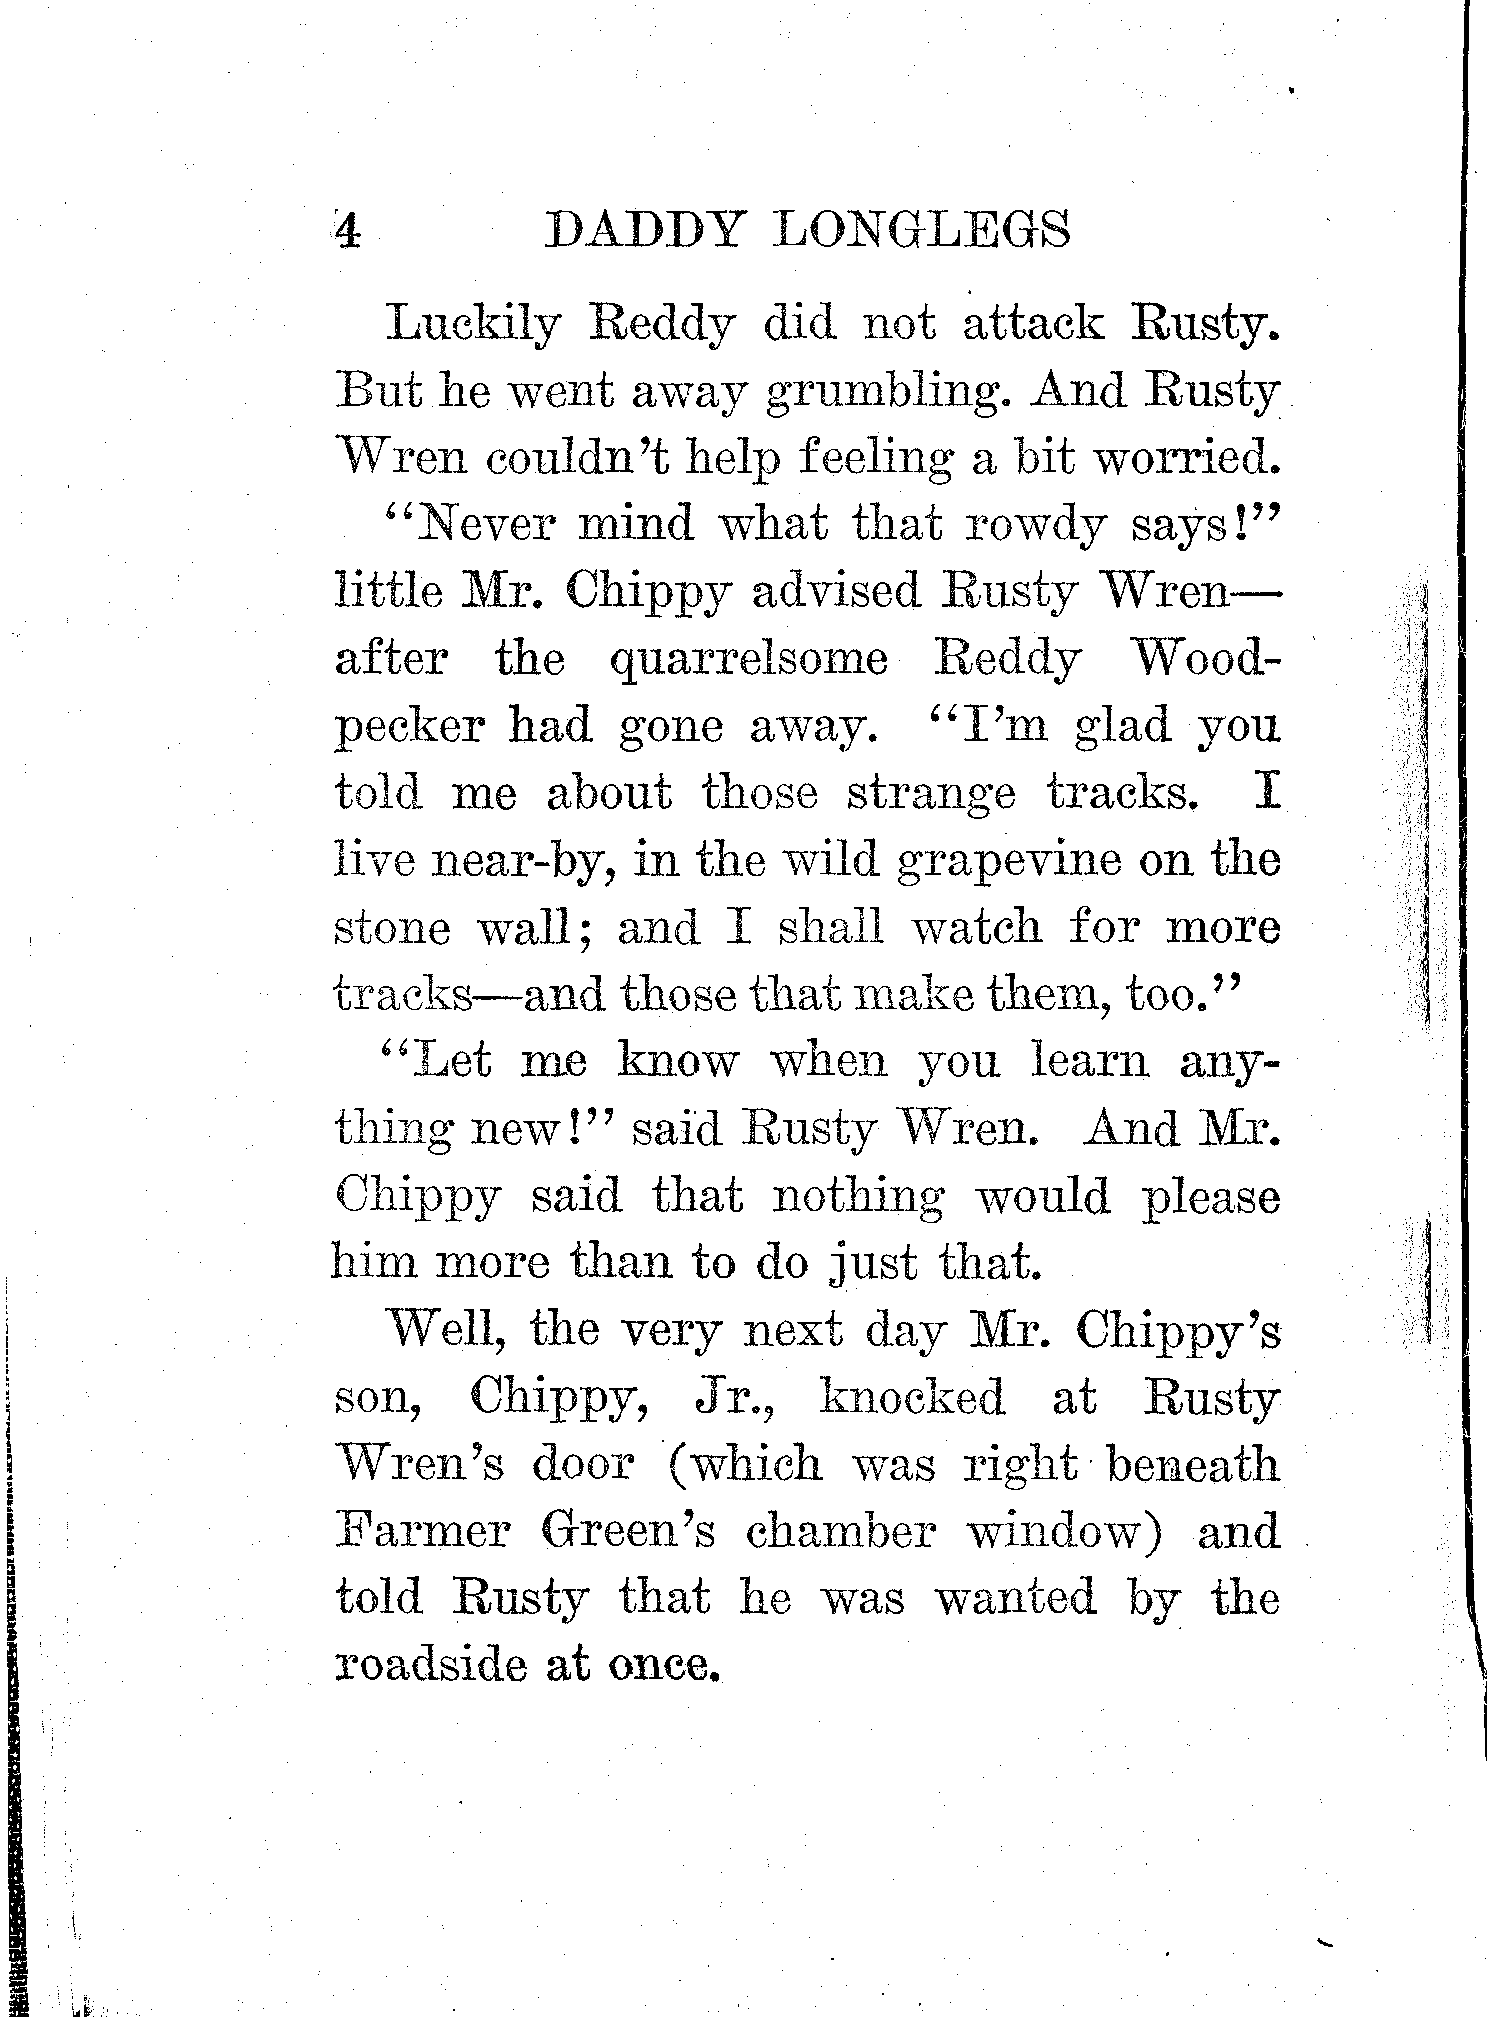 4 DADDY LONGLEGS
Luckily Reddy did not attack Rusty.
But he went away grumbling. And Rusty
Wren couldn't help feeling a bit worried.
"Never mind what that rowdy says!"
little Mr. Chippy advised Rusty Wren—
after the quarrelsome Reddy Wood-
pecker had gone away. "I'm glad you
told me about those strange tracks. I
live near-by, in the wild grapevine on the
stone wall; and I shall watch for more
tracks—and those that make them, too."
"Let me know when you learn any-
thing new!" said Rusty Wren. And Mr.
Chippy said that nothing would please
him more than to do just that.
Well, the very next day Mr. Chippy's
son, Chippy, Jr., knocked at Rusty
Wren's door (which was right beneath
Farmer Green's chamber window) and
told Rusty that he was wanted by the
roadside at once.